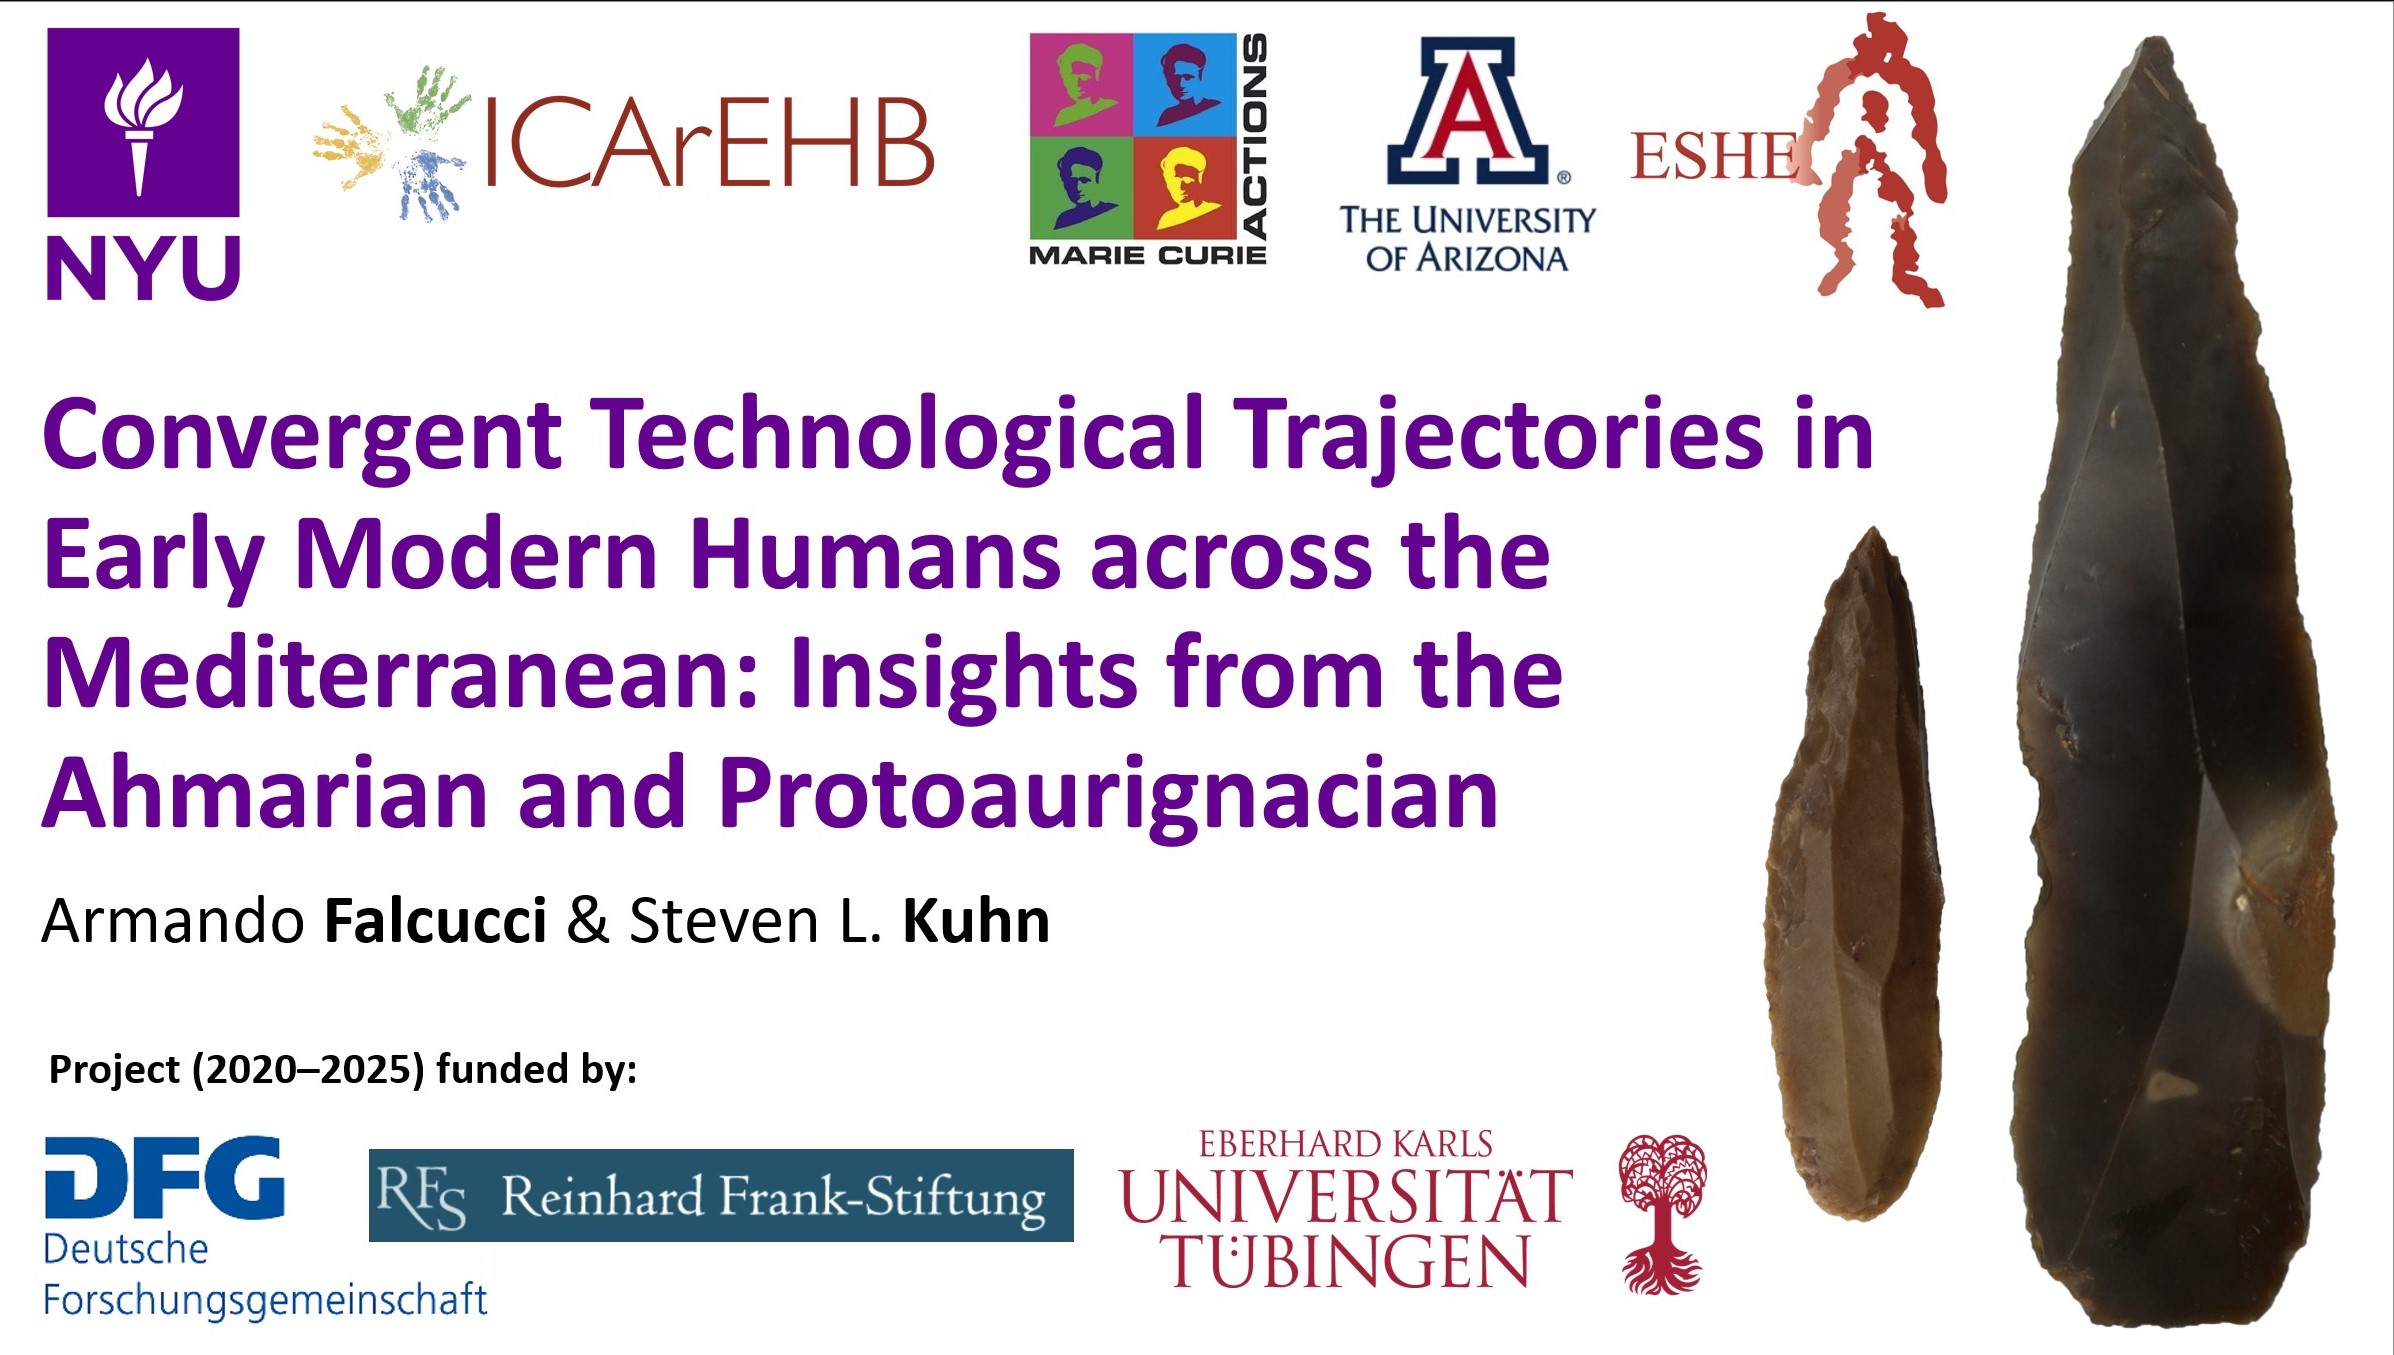 NYU
ICArEHB
MARIE CURIE
ACTIONS
A
®
THE UNIVERSITY
OF ARIZONA
ESHE
Convergent Technological Trajectories in
Early Modern Humans across the
Mediterranean: Insights from the
Ahmarian and Protoaurignacian
Armando Falcucci & Steven L. Kuhn
Project (2020–2025) funded by:
DFG
Deutsche
Forschungsgemeinschaft
RFS Reinhard Frank-Stiftung
EBERHARD KARLS
UNIVERSITÄT
TÜBINGEN